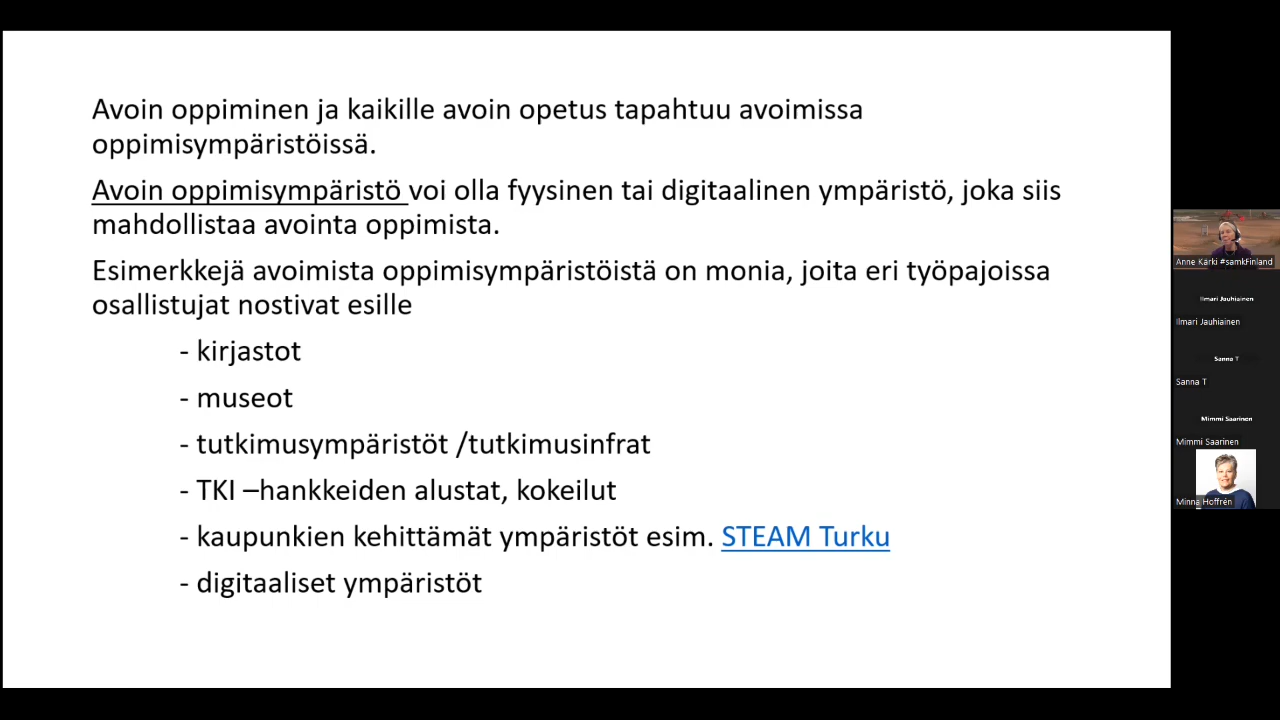 Avoin oppiminen ja kaikille avoin opetus tapahtuu avoimissa
oppimisympäristöissä.
Avoin oppimisympäristö voi olla fyysinen tai digitaalinen ympäristö, joka siis
mahdollistaa avointa oppimista.
Esimerkkejä avoimista oppimisympäristöistä on monia, joita eri työpajoissa
osallistujat nostivat esille
- kirjastot
- museot
- tutkimusympäristöt /tutkimusinfrat
- TKI –hankkeiden alustat, kokeilut
- kaupunkien kehittämät ympäristöt esim. STEAM Turku
- digitaaliset ympäristöt
Anne Kärki #samkFinland
Ilmari Jauhiainen
Ilmari Jauhiainen
Sanna T
Sanna T
Mimmi Saarinen
Mimmi Saarinen
Minna Hoffrén